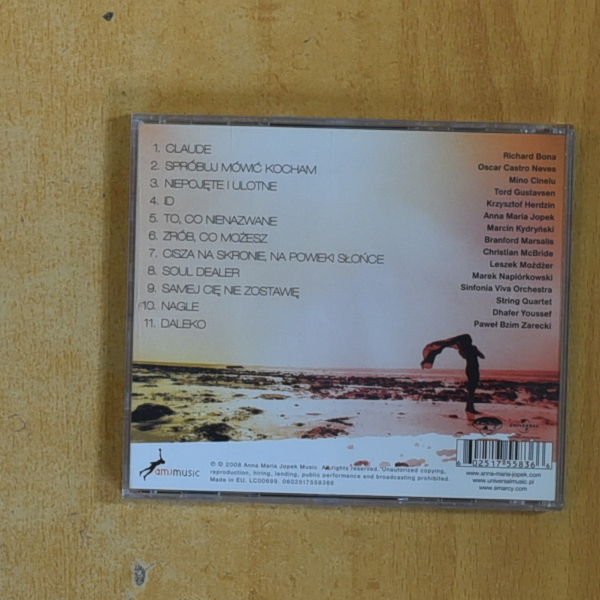 1. CLAUDE
2. SPRÓBUJ MÓWIĆ KOCHAM
3. NIEPOJĘTE I ULOTNE
4. ID
5. TO, CO NIENAZWANE
6. ZRÓB, CO MOŻESZ
7. CISZA NA SKRONIE, NA POWIEKI SŁOŃCE
8. SOUL DEALER
9. SAMEJ CIĘ NIE ZOSTAWIĘ
10. NAGLE
11. DALEKO
Richard Bona
Oscar Castro Neves
Mino Cinelu
Tord Gustavsen
Krzysztof Herdzin
Anna Maria Jopek
Marcin Kydryński
Branford Marsalis
Christian McBride
Leszek Możdżer
Marek Napiórkowski
Sinfonia Viva Orchestra
String Quartet
Dhafer Youssef
Paweł Bzim Zarecki
amjmusic
℗ © 2008 Anna Maria Jopek Music All rights reserved. Unautorized copying,
reproduction, hiring, lending, public performance and broadcasting prohibited.
Made in EU. LC00699. 0602517558366
www.anna-maria-jopek.com
www.universalmusic.pl
www.emarcy.com